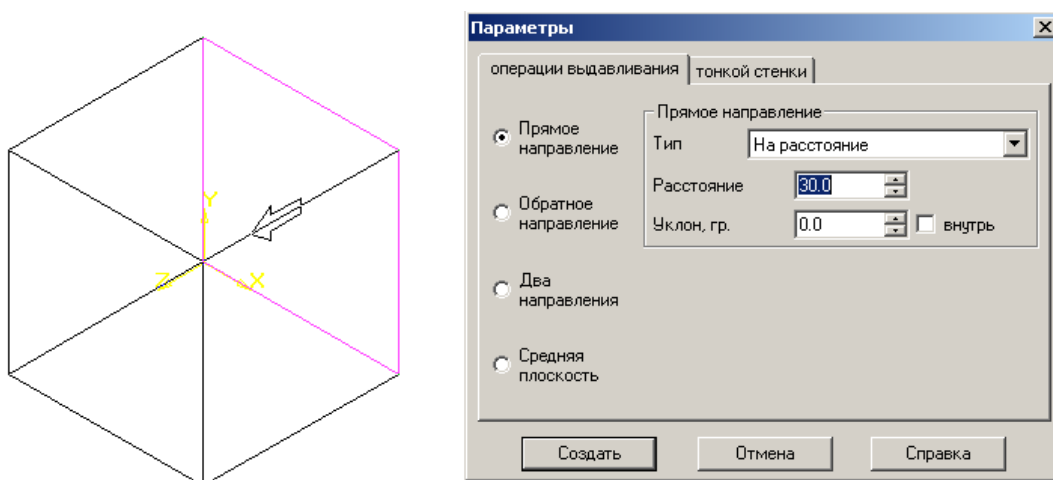 Y
Z
X
Параметры
операции выдавливания
тонкой стенки
Прямое
направление
Обратное
направление
Два
направления
Средняя
плоскость
Прямое направление
Тип
На расстояние
Расстояние
30.0
Уклон, гр.
0.0
внутрь
Создать
Отмена
Справка